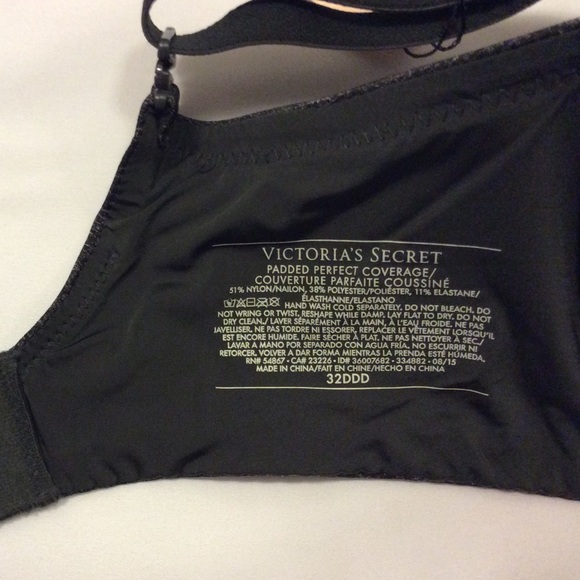 VICTORIA'S SECRET
PADDED PERFECT COVERAGE/
COUVERTURE PARFAITE COUSSINÉ
51% NYLON/NAILON, 38% POLYESTER/POLIÉSTER, 11% ELASTANE/
ÉLASTHANNE/ELASTANO
HAND WASH COLD SEPARATELY. DO NOT BLEACH. DO
NOT WRING OR TWIST. RESHAPE WHILE DAMP. LAY FLAT TO DRY. DO NOT
DRY CLEAN./ LAVER SÉPARÉMENT À LA MAIN, À L'EAU FROIDE. NE PAS
JAVELLISER. NE PAS TORDRE NI ESSORER. REPLACER LE VÊTEMENT LORSQU'IL
EST ENCORE HUMIDE. FAIRE SÉCHER À PLAT. NE PAS NETTOYER À SEC./
LAVAR A MANO POR SEPARADO CON AGUA FRÍA. NO ESCURRIR NI
RETORCER. VOLVER A DAR FORMA MIENTRAS LA PRENDA ESTÉ HÚMEDA.
RN# 54867 • CA# 23226 • ID# 36007682 • 334882 • 08/15
MADE IN CHINA/FAIT EN CHINE/HECHO EN CHINA
32DDD